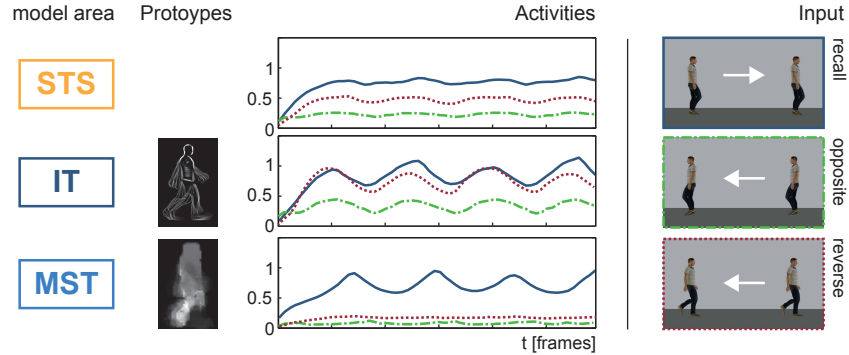 model area Protoypes Activities Input
STS
1
0.5
0
recall
IT
1
0.5
0
opposite
MST
1
0.5
0
reverse
t [frames]